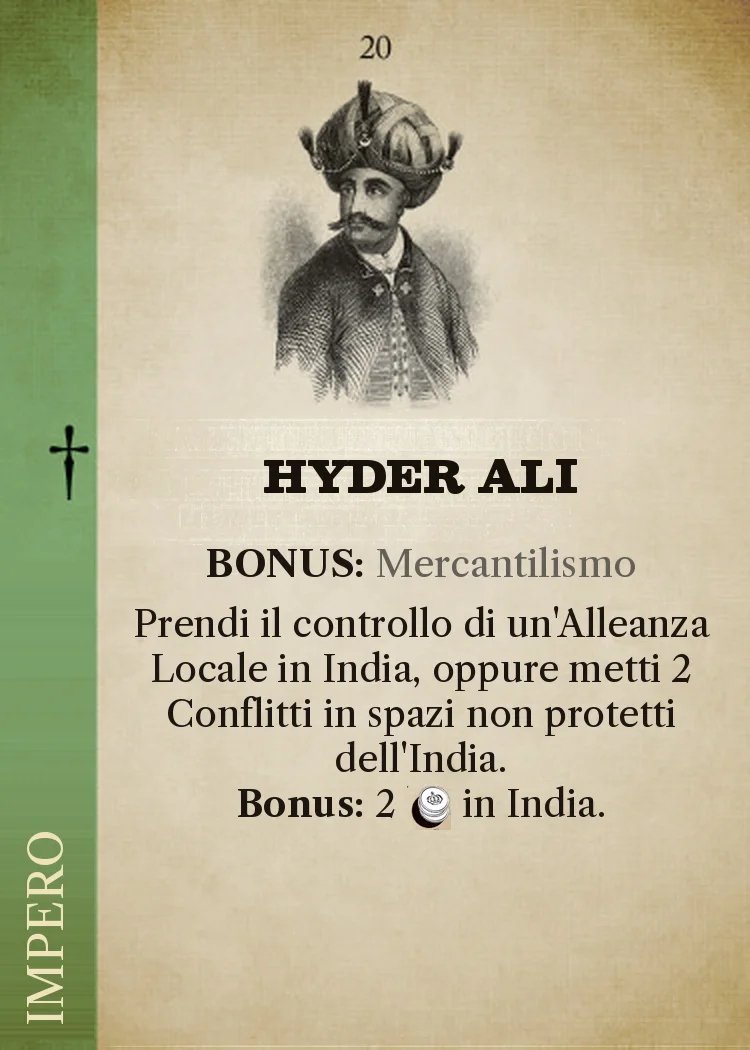 20
†
HYDER ALI
BONUS: Mercantilismo
Prendi il controllo di un'Alleanza
Locale in India, oppure metti 2
Conflitti in spazi non protetti
dell'India.
Bonus: 2 in India.
IMPERO